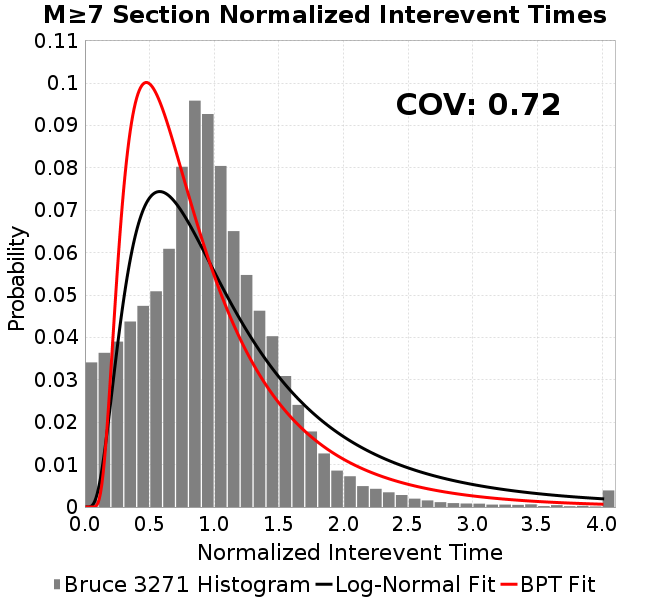 M≥7 Section Normalized Interevent Times
COV: 0.72
Probability
0.11
0.1
0.09
0.08
0.07
0.06
0.05
0.04
0.03
0.02
0.01
0
0.0 0.5 1.0 1.5 2.0 2.5 3.0 3.5 4.0
Normalized Interevent Time
Bruce 3271 Histogram Log-Normal Fit BPT Fit